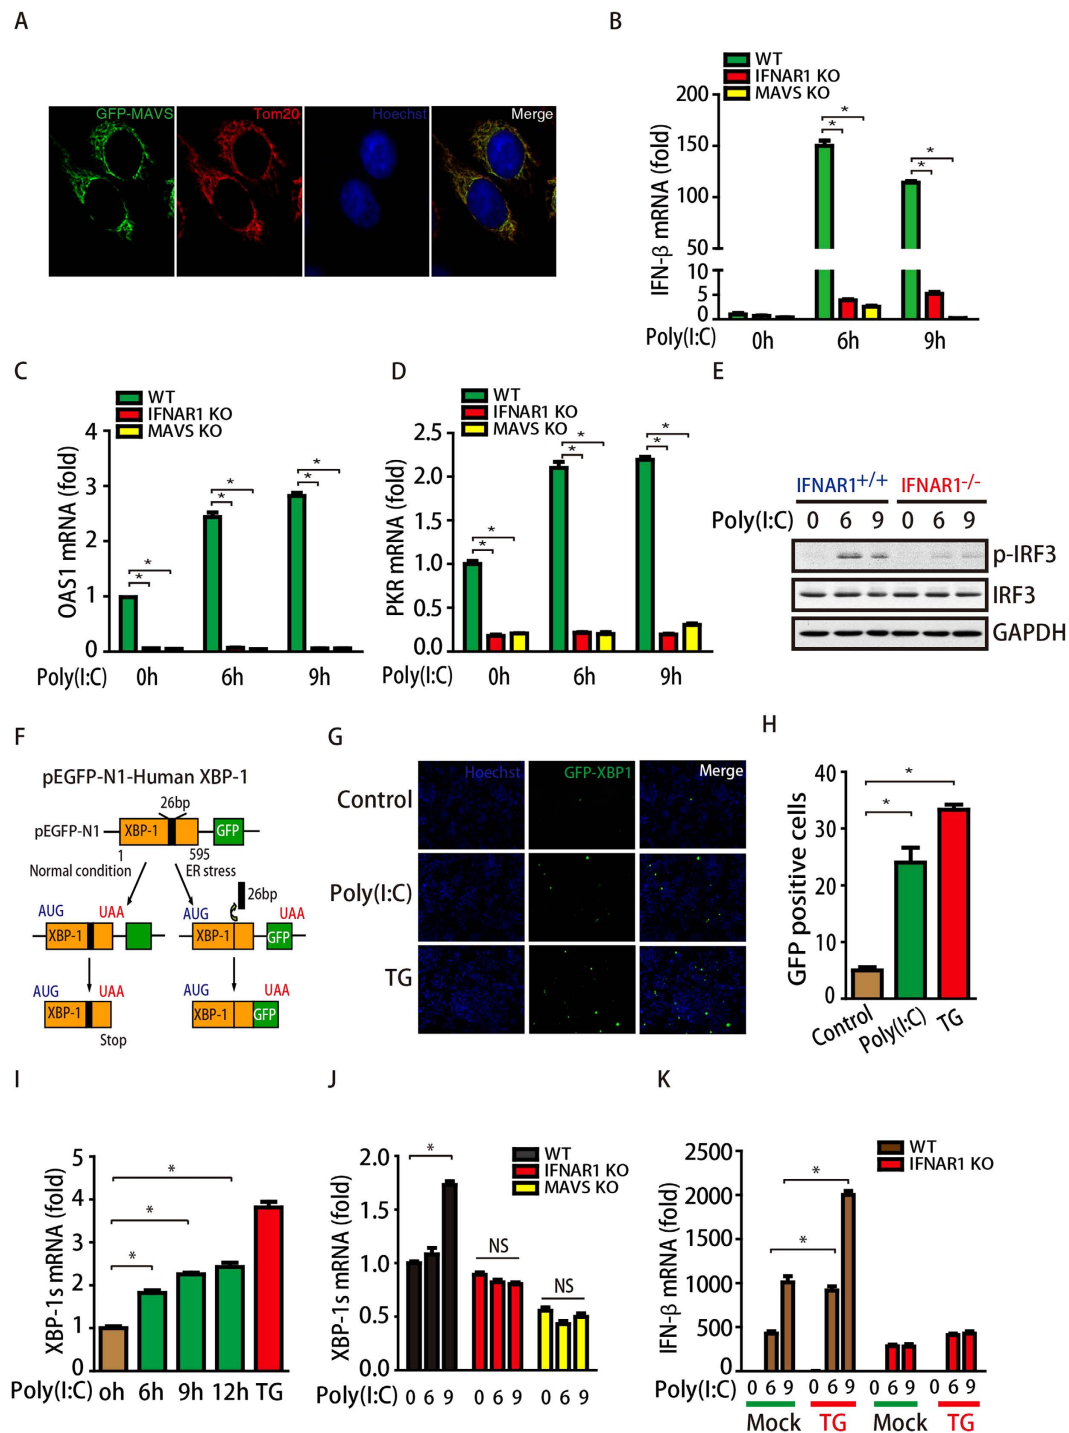 A
GFP-MAVS Tom20 Hoechst Merge
B
WT
IFNAR1 KO
MAVS KO
IFN-β mRNA (fold)
200
150
100
50
10
5
0
* * * *
Poly(I:C) 0h 6h 9h
C
WT
IFNAR1 KO
MAVS KO
OAS1 mRNA (fold)
4
3
2
1
0
* * * * * *
Poly(I:C) 0h 6h 9h
D
WT
IFNAR1 KO
MAVS KO
PKR mRNA (fold)
2.5
2.0
1.5
1.0
0.5
0.0
* * * * * *
Poly(I:C) 0h 6h 9h
E
IFNAR1+/+ IFNAR1-/-
Poly(I:C) 0 6 9 0 6 9
p-IRF3
IRF3
GAPDH
F
pEGFP-N1-Human XBP-1
26bp
pEGFP-N1 XBP-1 GFP
1 595
Normal condition ER stress
26bp
AUG UAA AUG UAA
XBP-1 XBP-1 GFP
AUG UAA AUG UAA
XBP-1 XBP-1 GFP
Stop
G
Hoechst GFP-XBP1 Merge
Control
Poly(I:C)
TG
H
GFP positive cells
40
30
20
10
0
* *
Control Poly(I:C) TG
I
XBP-1s mRNA (fold)
5
4
3
2
1
0
* * *
Poly(I:C) oh 6h 9h 12h TG
J
WT
IFNAR1 KO
MAVS KO
XBP-1s mRNA (fold)
2.0
1.5
1.0
0.5
0.0
* NS NS
Poly(I:C) 0 6 9 0 6 9 0 6 9
K
WT
IFNAR1 KO
IFN-β mRNA (fold)
2500
2000
1500
1000
500
0
* *
Poly(I:C) 0 6 9 0 6 9 0 6 9 0 6 9
Mock TG Mock TG